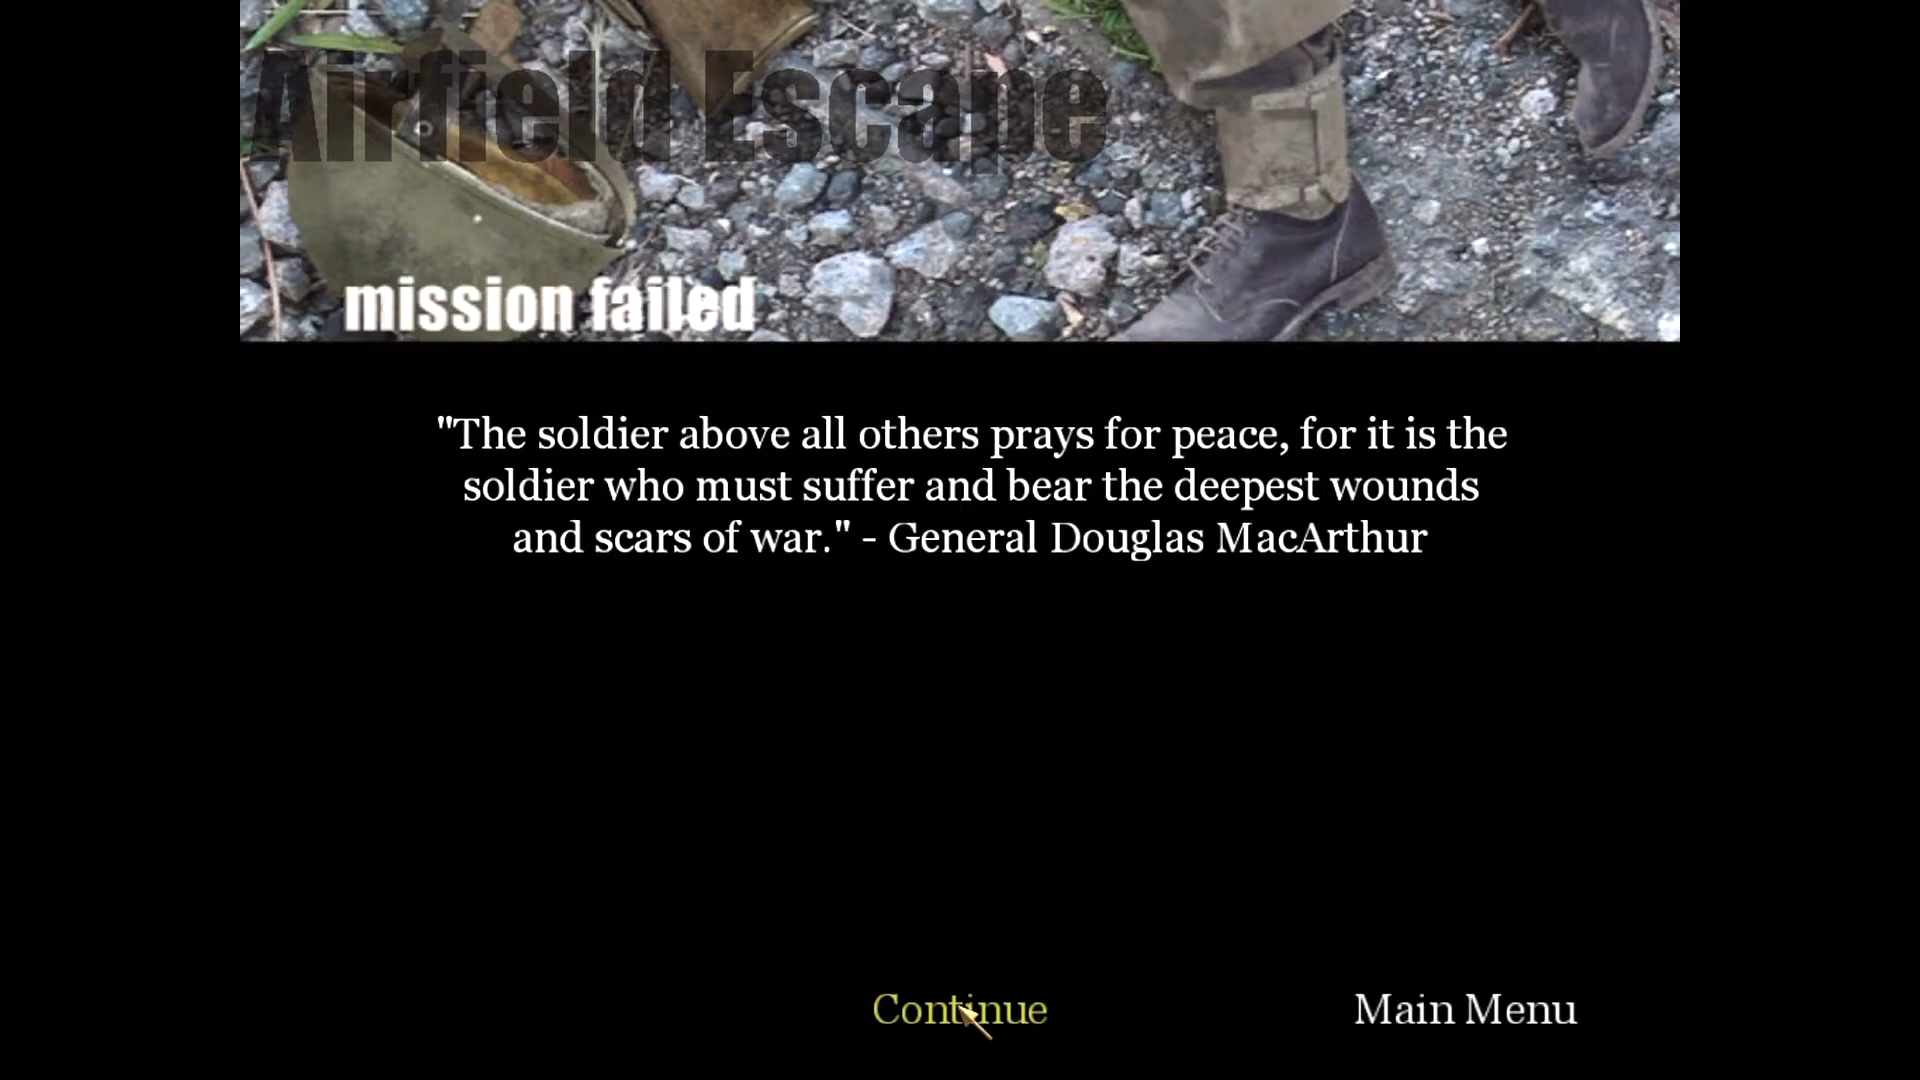 Airfield Escape
mission failed
"The soldier above all others prays for peace, for it is the
soldier who must suffer and bear the deepest wounds
and scars of war." - General Douglas MacArthur
Continue
Main Menu